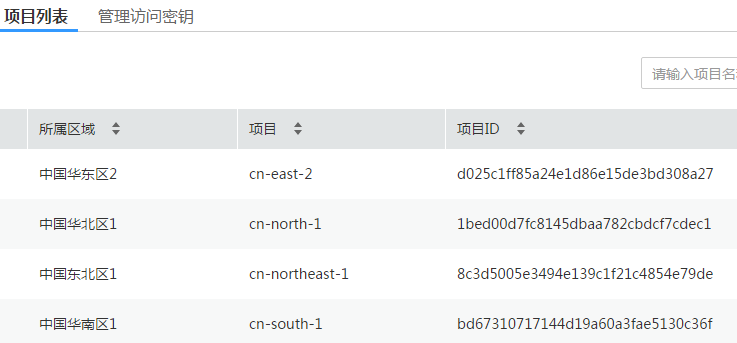 项目列表 管理访问密钥
请输入项目名
所属区域 项目 项目ID
中国华东区2 cn-east-2 d025c1ff85a24e1d86e15de3bd308a27
中国华北区1 cn-north-1 1bed00d7fc8145dbaa782cbdcf7cdec1
中国东北区1 cn-northeast-1 8c3d5005e3494e139c1f21c4854e79de
中国华南区1 cn-south-1 bd67310717144d19a60a3fae5130c36f